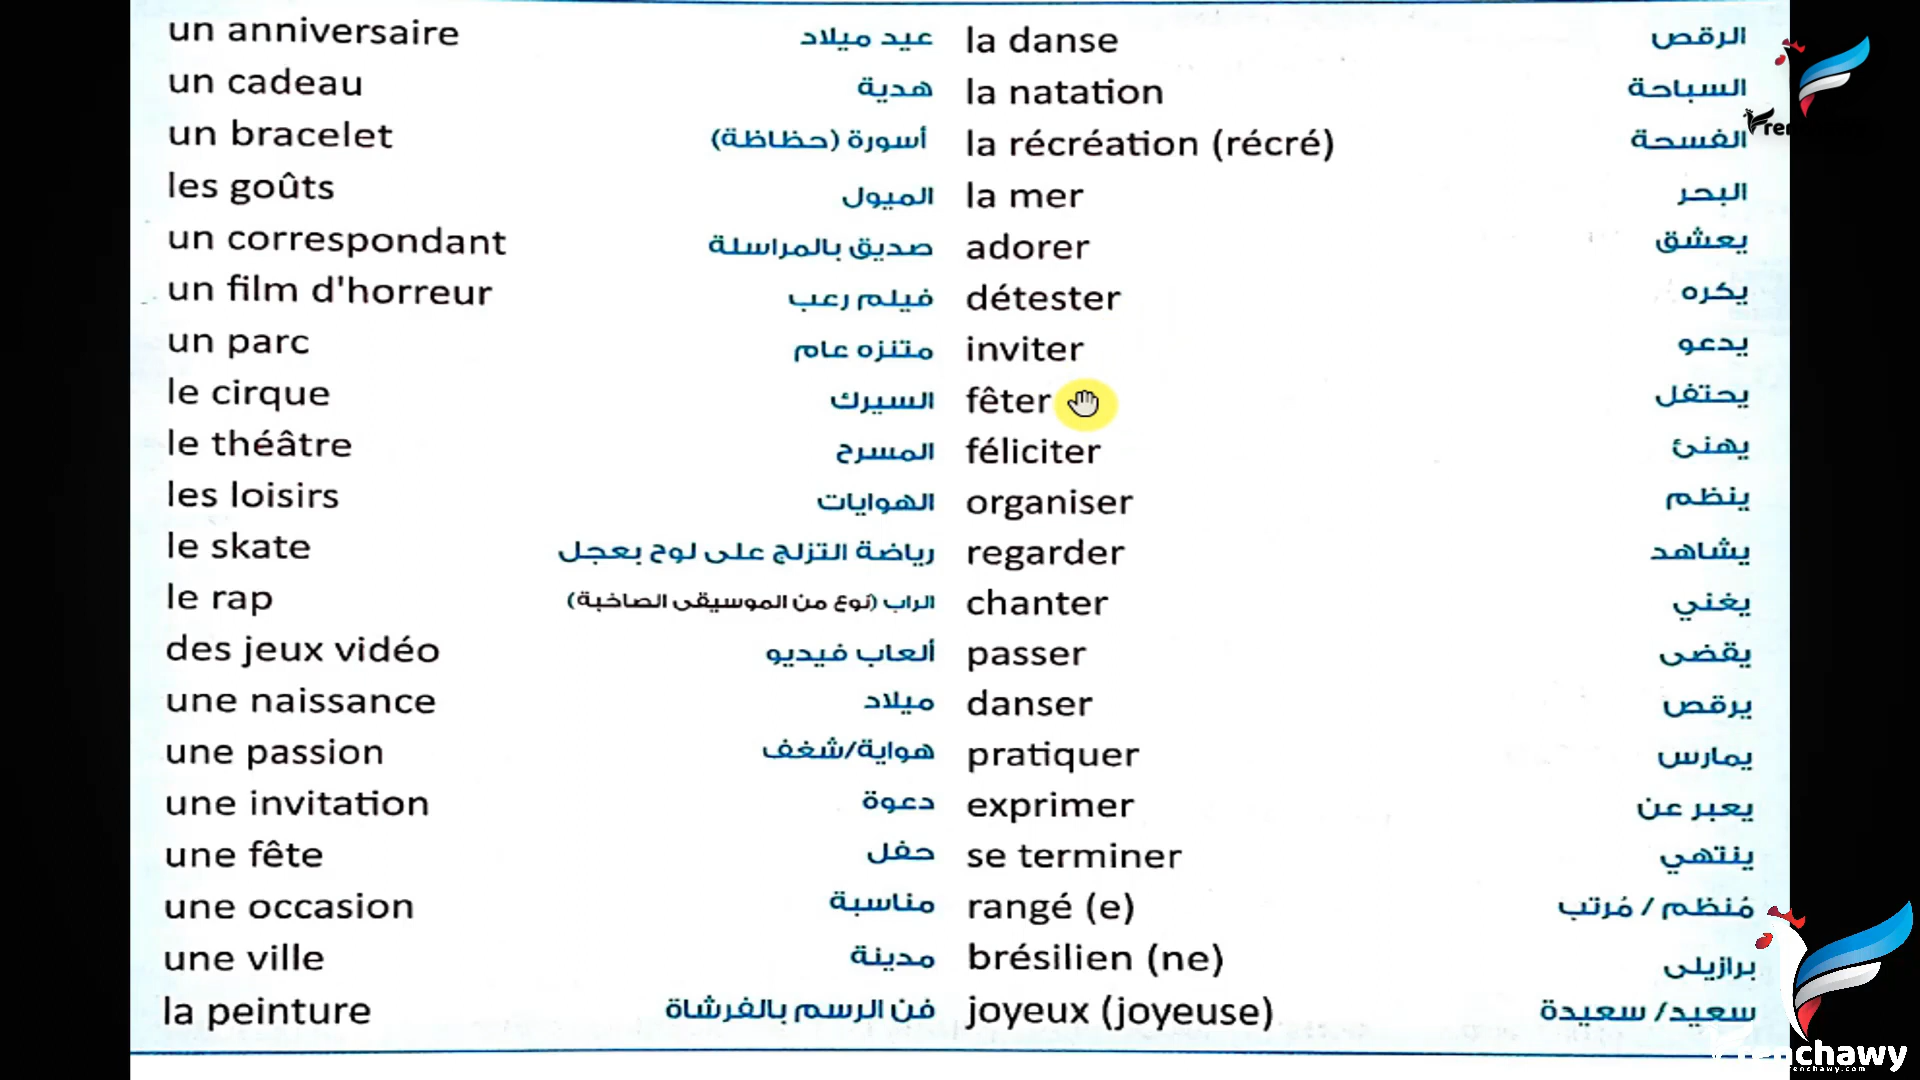 un anniversaire عيد ميلاد
un cadeau هدية
un bracelet أسورة (حظاظة)
les goûts الميول
un correspondant صديق بالمراسلة
un film d'horreur فيلم رعب
un parc متنزه عام
le cirque السيرك
le théâtre المسرح
les loisirs الهوايات
le skate رياضة التزلج على لوح بعجل
le rap الراب (نوع من الموسيقى الصاخبة)
des jeux vidéo ألعاب فيديو
une naissance ميلاد
une passion هواية/شغف
une invitation دعوة
une fête حفل
une occasion مناسبة
une ville مدينة
la peinture فن الرسم بالفرشاة
la danse الرقص
la natation السباحة
la récréation (récré) الفسحة
la mer البحر
adorer يعشق
détester يكره
inviter يدعو
fêter يحتفل
féliciter يهنئ
organiser ينظم
regarder يشاهد
chanter يغني
passer يقضى
danser يرقص
pratiquer يمارس
exprimer يعبر عن
se terminer ينتهي
rangé (e) مُنظم / مُرتب
brésilien (ne) برازيلى
joyeux (joyeuse) سعيد/ سعيدة